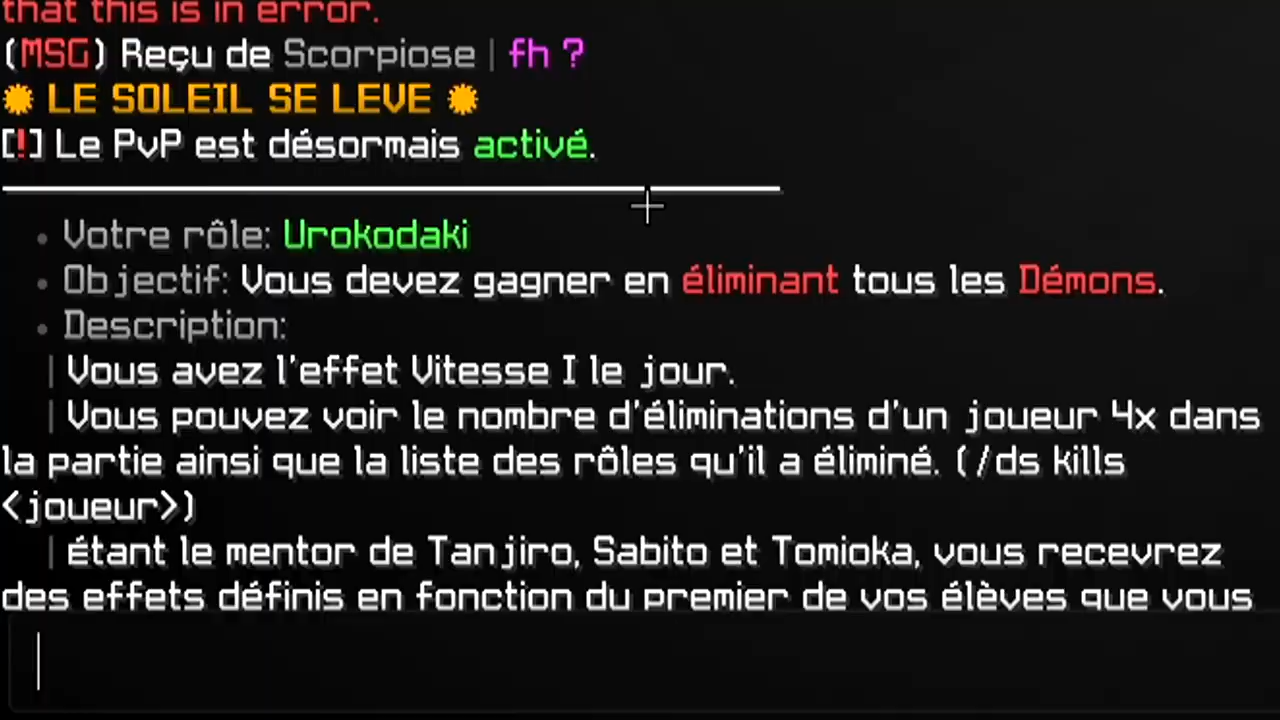 that this is in error.
(MSG) Reçu de Scorpiose | fh ?
✹ LE SOLEIL SE LEVE ✹
[!] Le PvP est désormais activé.
• Votre rôle: Urokodaki
• Objectif: Vous devez gagner en éliminant tous les Démons.
• Description:
| Vous avez l'effet Vitesse I le jour.
| Vous pouvez voir le nombre d'éliminations d'un joueur 4x dans
la partie ainsi que la liste des rôles qu'il a éliminé. (/ds kills
<joueur>)
| étant le mentor de Tanjiro, Sabito et Tomioka, vous recevrez
des effets définis en fonction du premier de vos élèves que vous